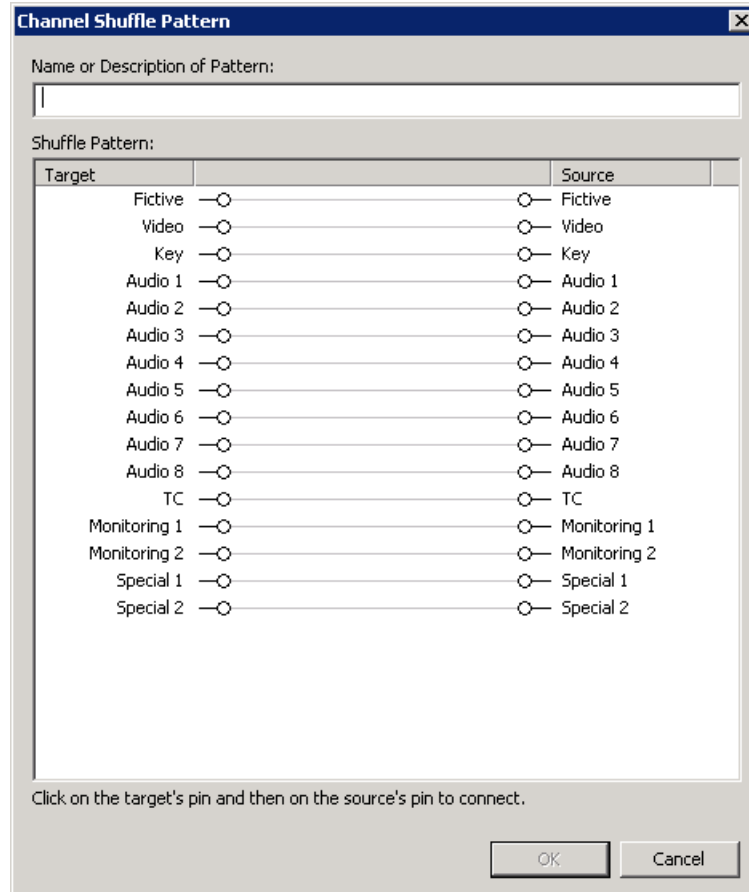 Channel Shuffle Pattern
Name or Description of Pattern:
Shuffle Pattern:
Target Source
Fictive Fictive
Video Video
Key Key
Audio 1 Audio 1
Audio 2 Audio 2
Audio 3 Audio 3
Audio 4 Audio 4
Audio 5 Audio 5
Audio 6 Audio 6
Audio 7 Audio 7
Audio 8 Audio 8
TC TC
Monitoring 1 Monitoring 1
Monitoring 2 Monitoring 2
Special 1 Special 1
Special 2 Special 2
Click on the target's pin and then on the source's pin to connect.
OK Cancel